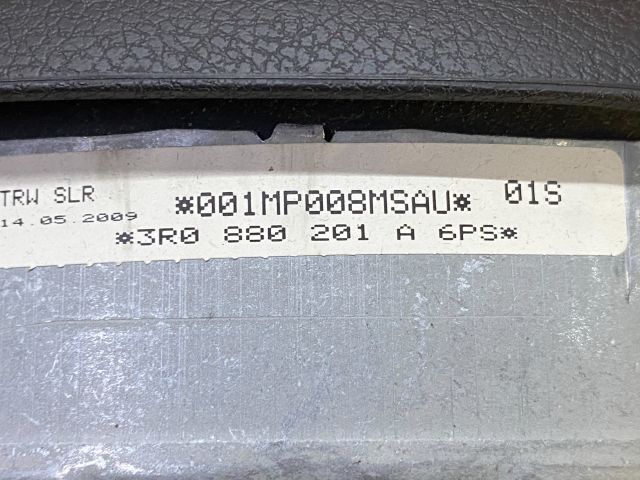 TRW SLR *001MP008MSAU* 01S
14.05.2009
*3R0 880 201 A 6PS*